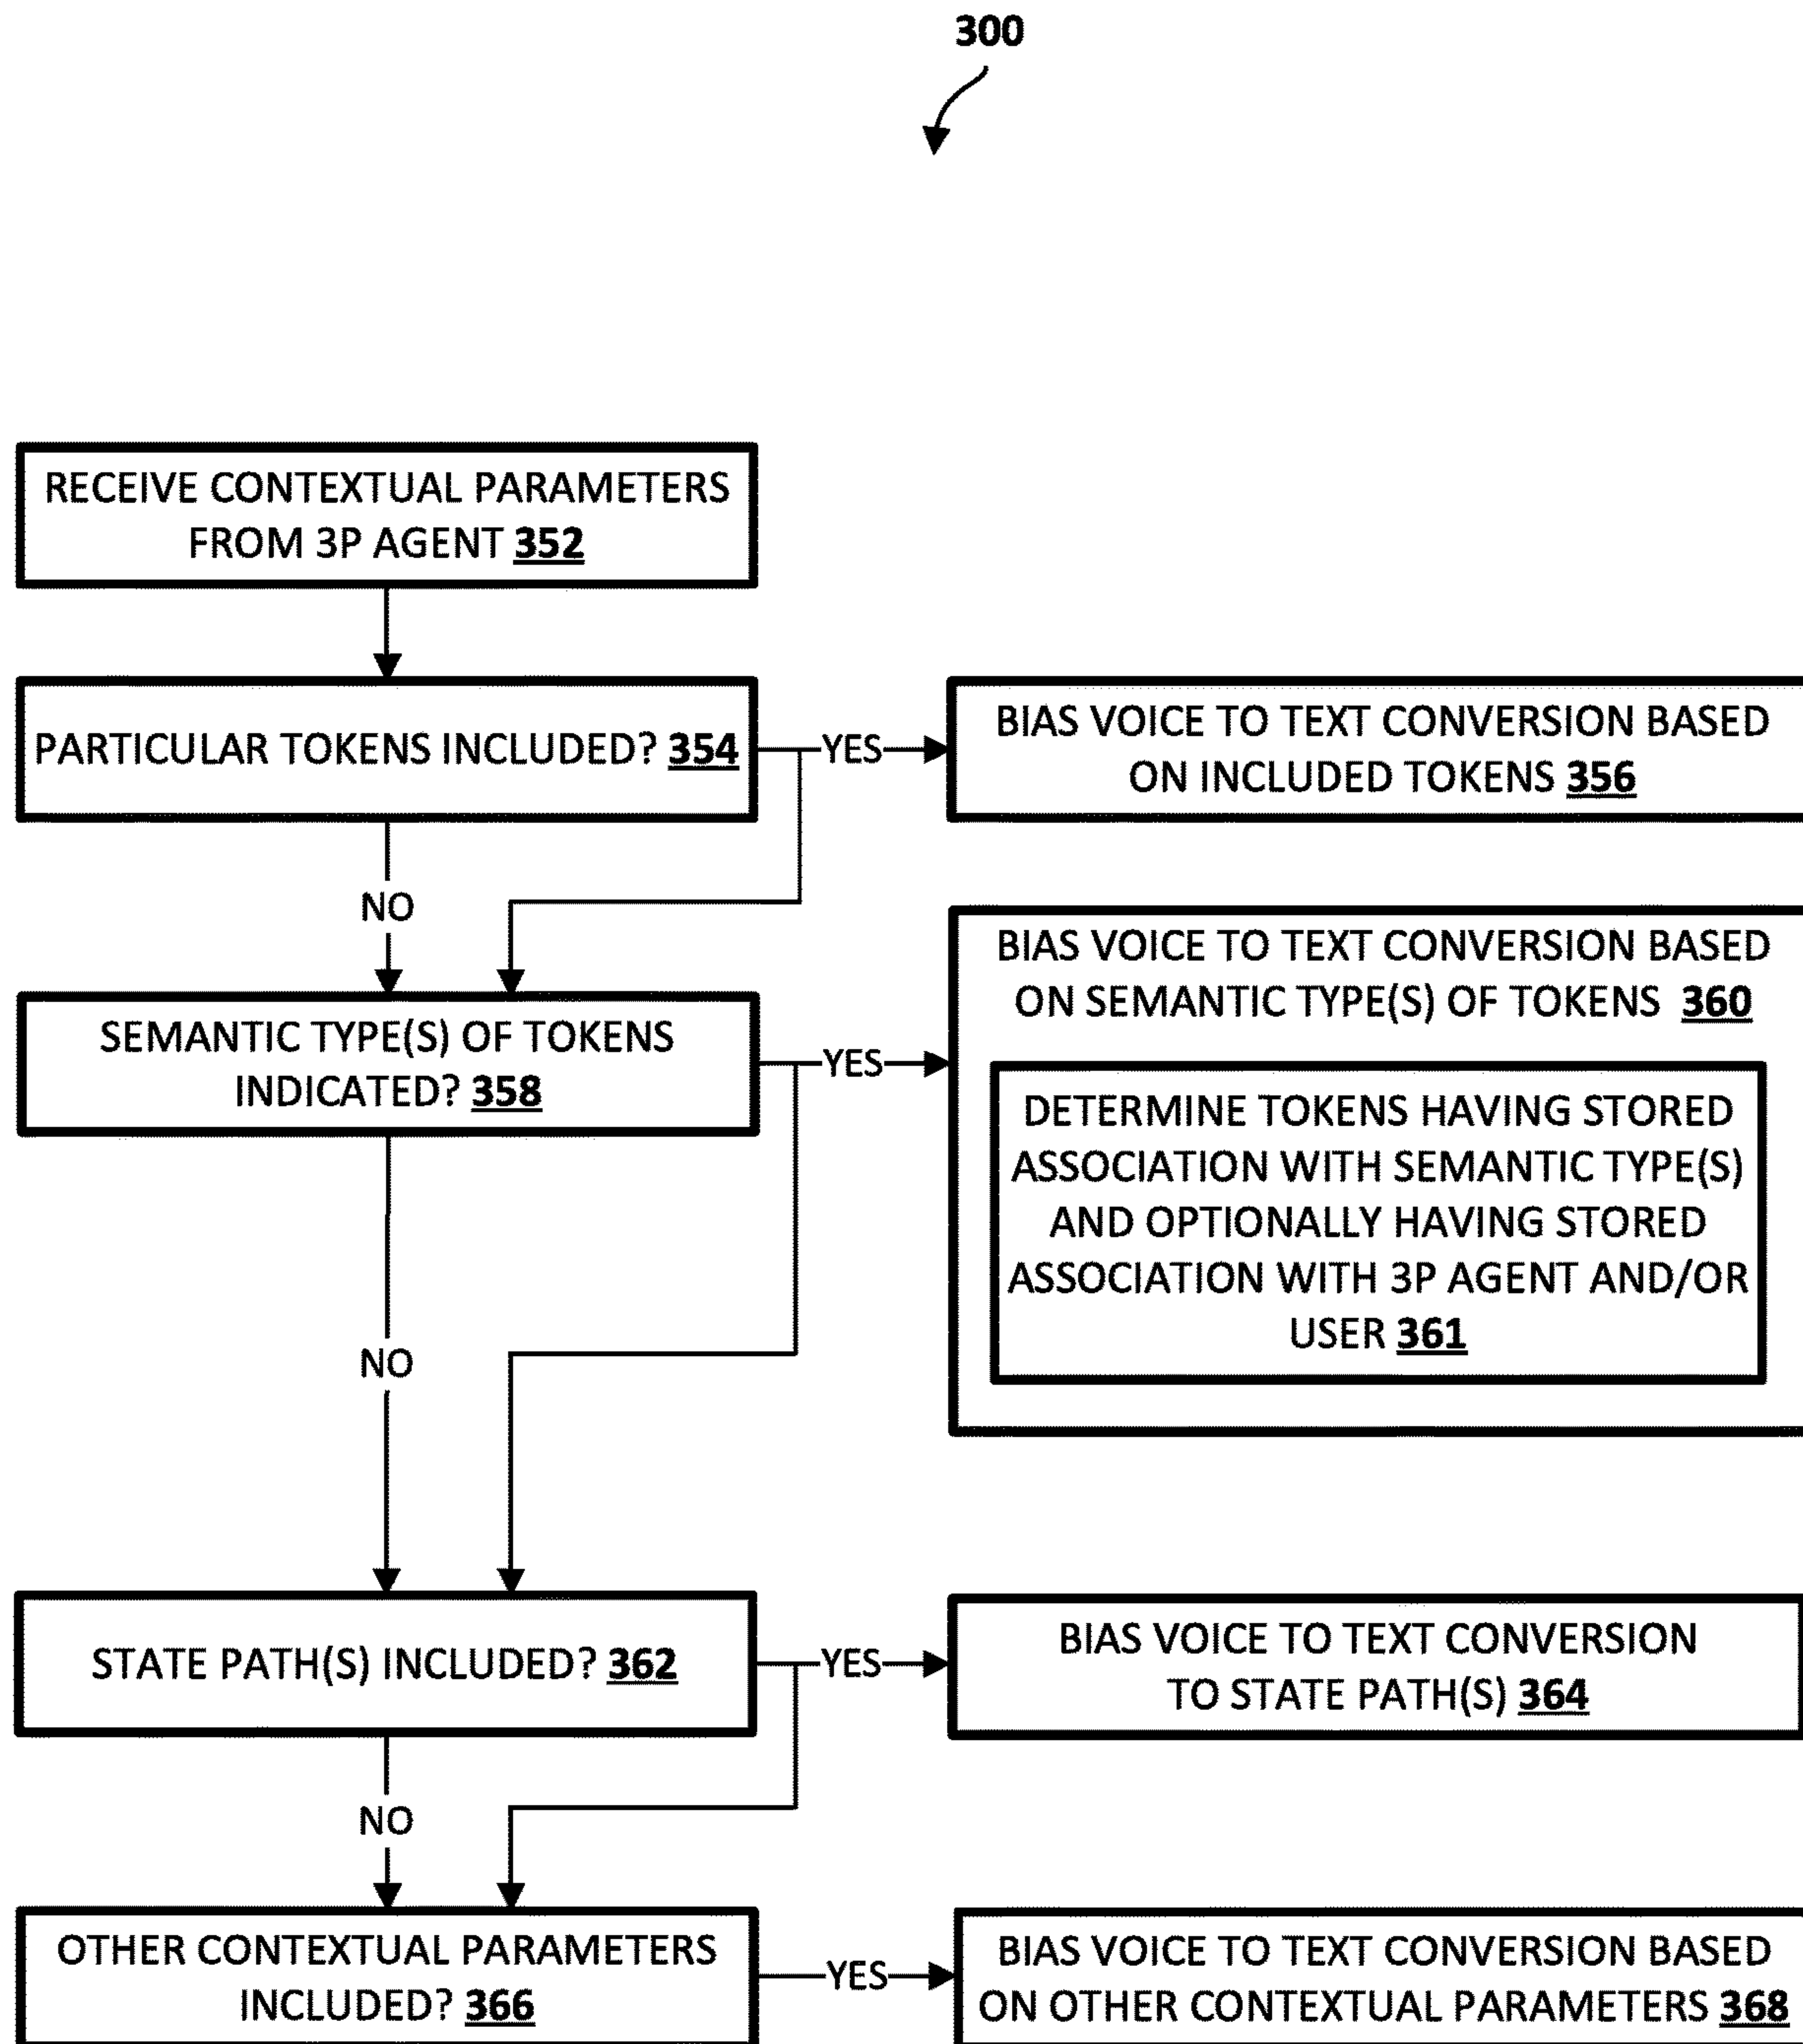 300
RECEIVE CONTEXTUAL PARAMETERS
FROM 3P AGENT 352
PARTICULAR TOKENS INCLUDED? 354
YES
BIAS VOICE TO TEXT CONVERSION BASED
ON INCLUDED TOKENS 356
NO
SEMANTIC TYPE(S) OF TOKENS
INDICATED? 358
YES
BIAS VOICE TO TEXT CONVERSION BASED
ON SEMANTIC TYPE(S) OF TOKENS 360
DETERMINE TOKENS HAVING STORED
ASSOCIATION WITH SEMANTIC TYPE(S)
AND OPTIONALLY HAVING STORED
ASSOCIATION WITH 3P AGENT AND/OR
USER 361
NO
STATE PATH(S) INCLUDED? 362
YES
BIAS VOICE TO TEXT CONVERSION
TO STATE PATH(S) 364
NO
OTHER CONTEXTUAL PARAMETERS
INCLUDED? 366
YES
BIAS VOICE TO TEXT CONVERSION BASED
ON OTHER CONTEXTUAL PARAMETERS 368